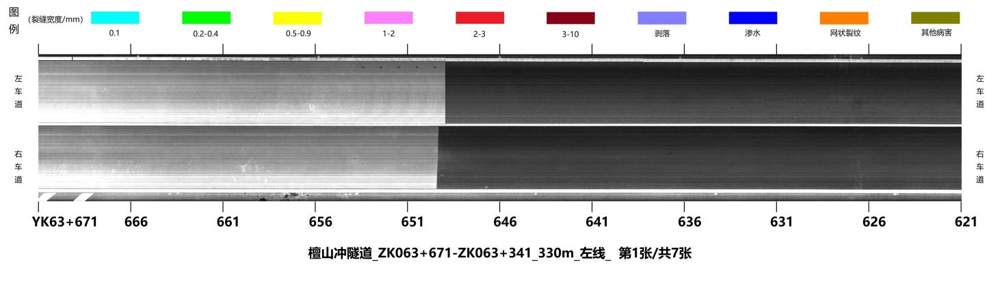 图例
(裂缝宽度/mm)
0.1
0.2-0.4
0.5-0.9
1-2
2-3
3-10
剥落
渗水
网状裂纹
其他病害
左车道
左车道
右车道
右车道
YK63+671 666 661 656 651 646 641 636 631 626 621
檀山冲隧道_ZK063+671-ZK063+341_330m_左线_ 第1张/共7张